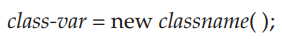 class-var = new classname( );